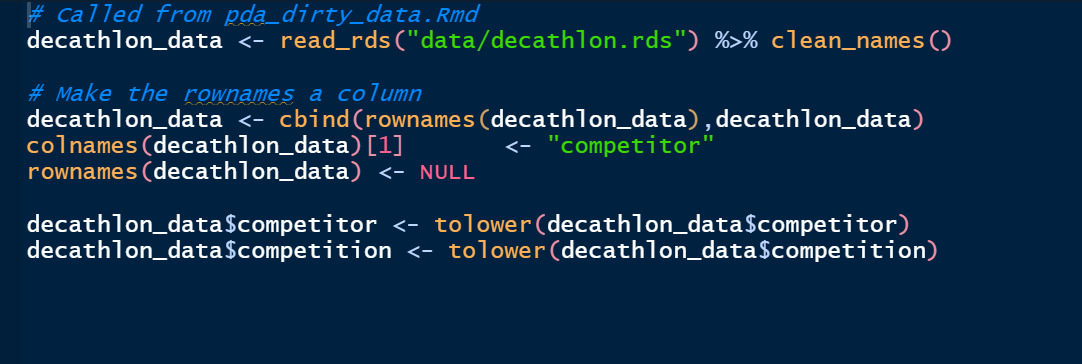 # Called from pda_dirty_data.Rmd
decathlon_data <- read_rds("data/decathlon.rds") %>% clean_names()
# Make the rownames a column
decathlon_data <- cbind(rownames(decathlon_data),decathlon_data)
colnames(decathlon_data)[1]       <- "competitor"
rownames(decathlon_data) <- NULL
decathlon_data$competitor <- tolower(decathlon_data$competitor)
decathlon_data$competition <- tolower(decathlon_data$competition)